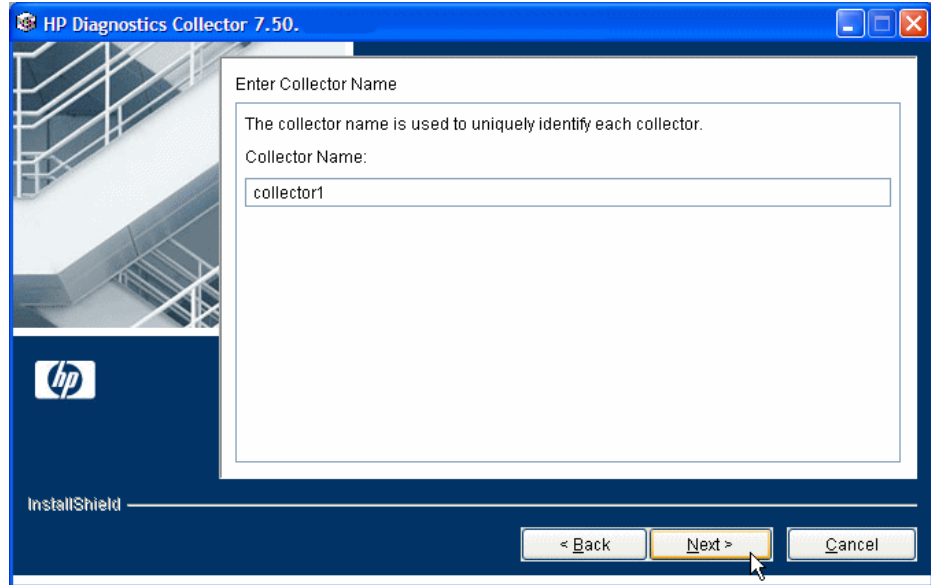 HP Diagnostics Collector 7.50.
Enter Collector Name
The collector name is used to uniquely identify each collector.
Collector Name:
collector1
hp
InstallShield
< Back
Next >
Cancel